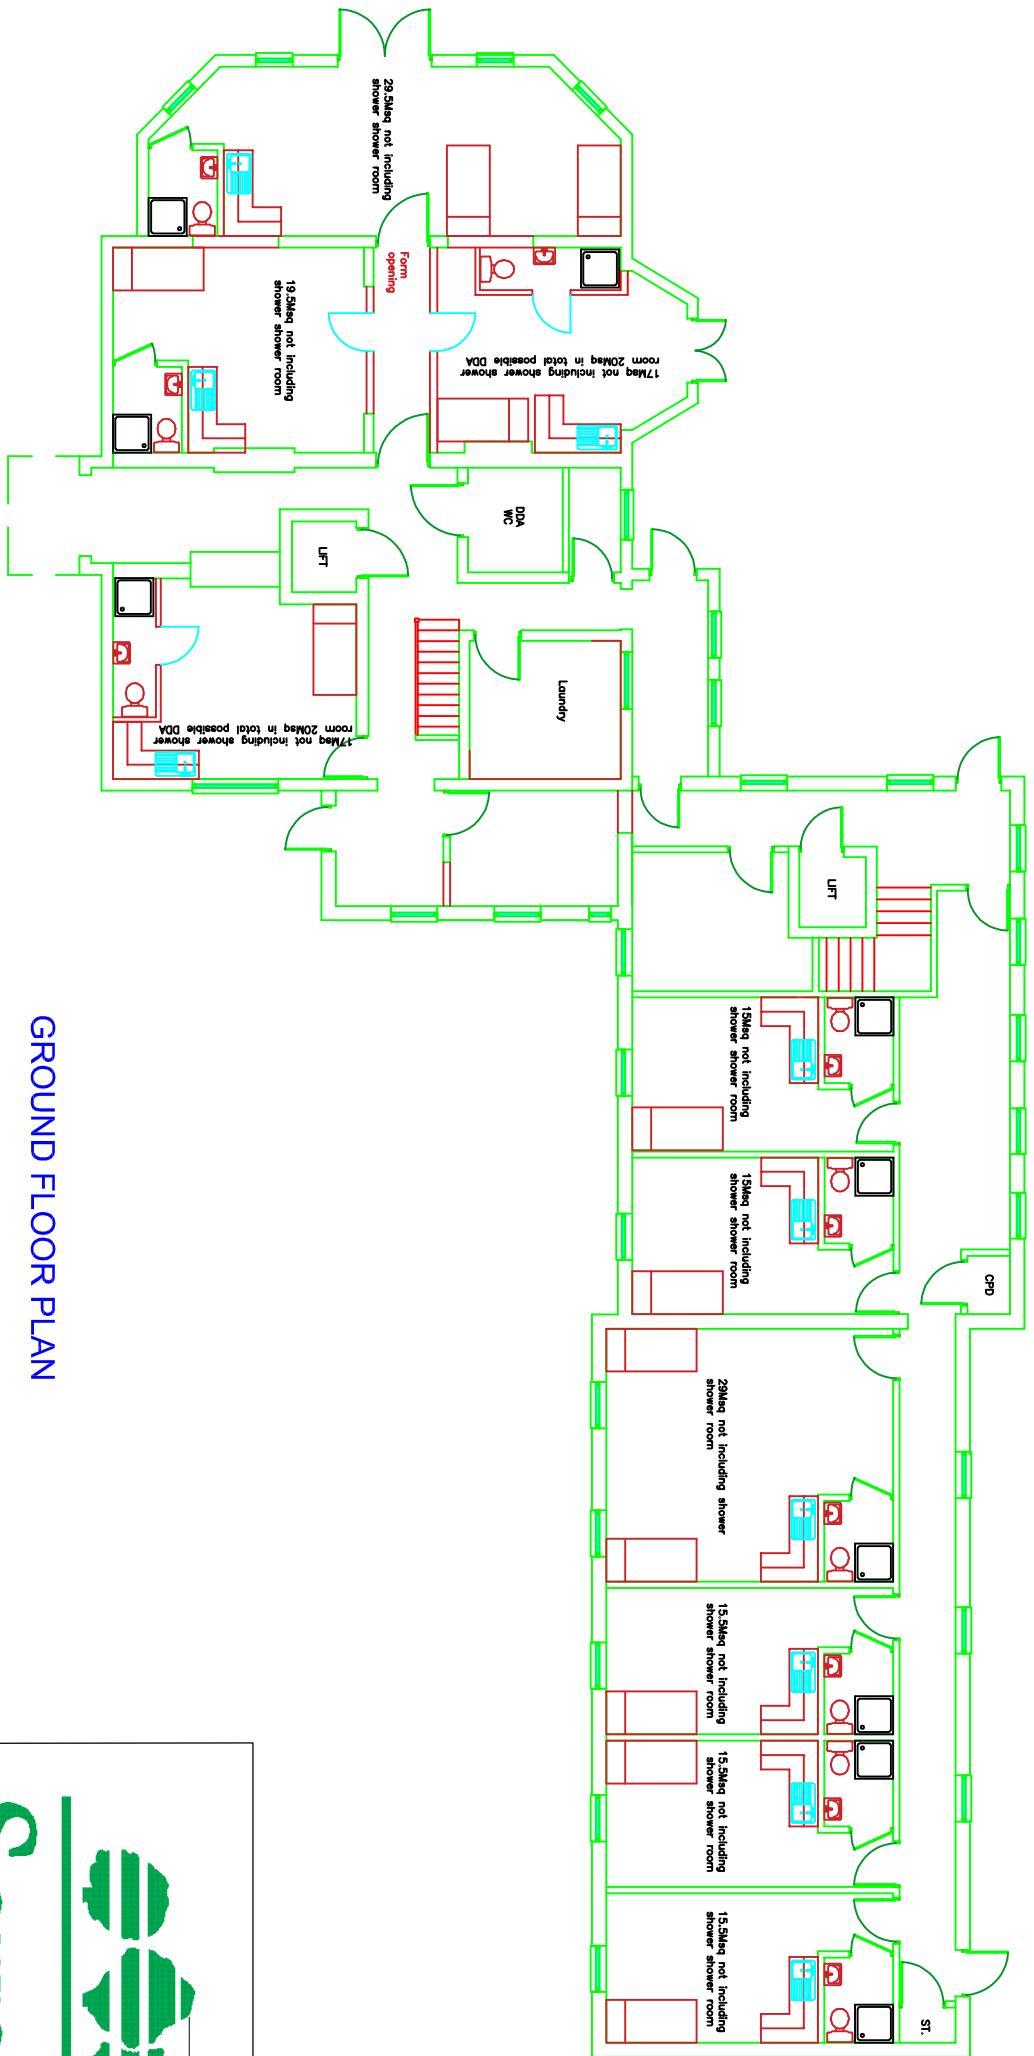 29.5Msq not including
shower shower room
Form
opening
19.5Msq not including
shower shower room
17Msq not including shower shower
room 20Msq in total possible DDA
DDA
WC
LIFT
Laundry
17Msq not including shower shower
room 20Msq in total possible DDA
LIFT
15Msq not including
shower shower room
15Msq not including
shower shower room
CPD
29Msq not including shower
shower room
15.5Msq not including
shower shower room
15.5Msq not including
shower shower room
15.5Msq not including
shower shower room
ST.
GROUND FLOOR PLAN